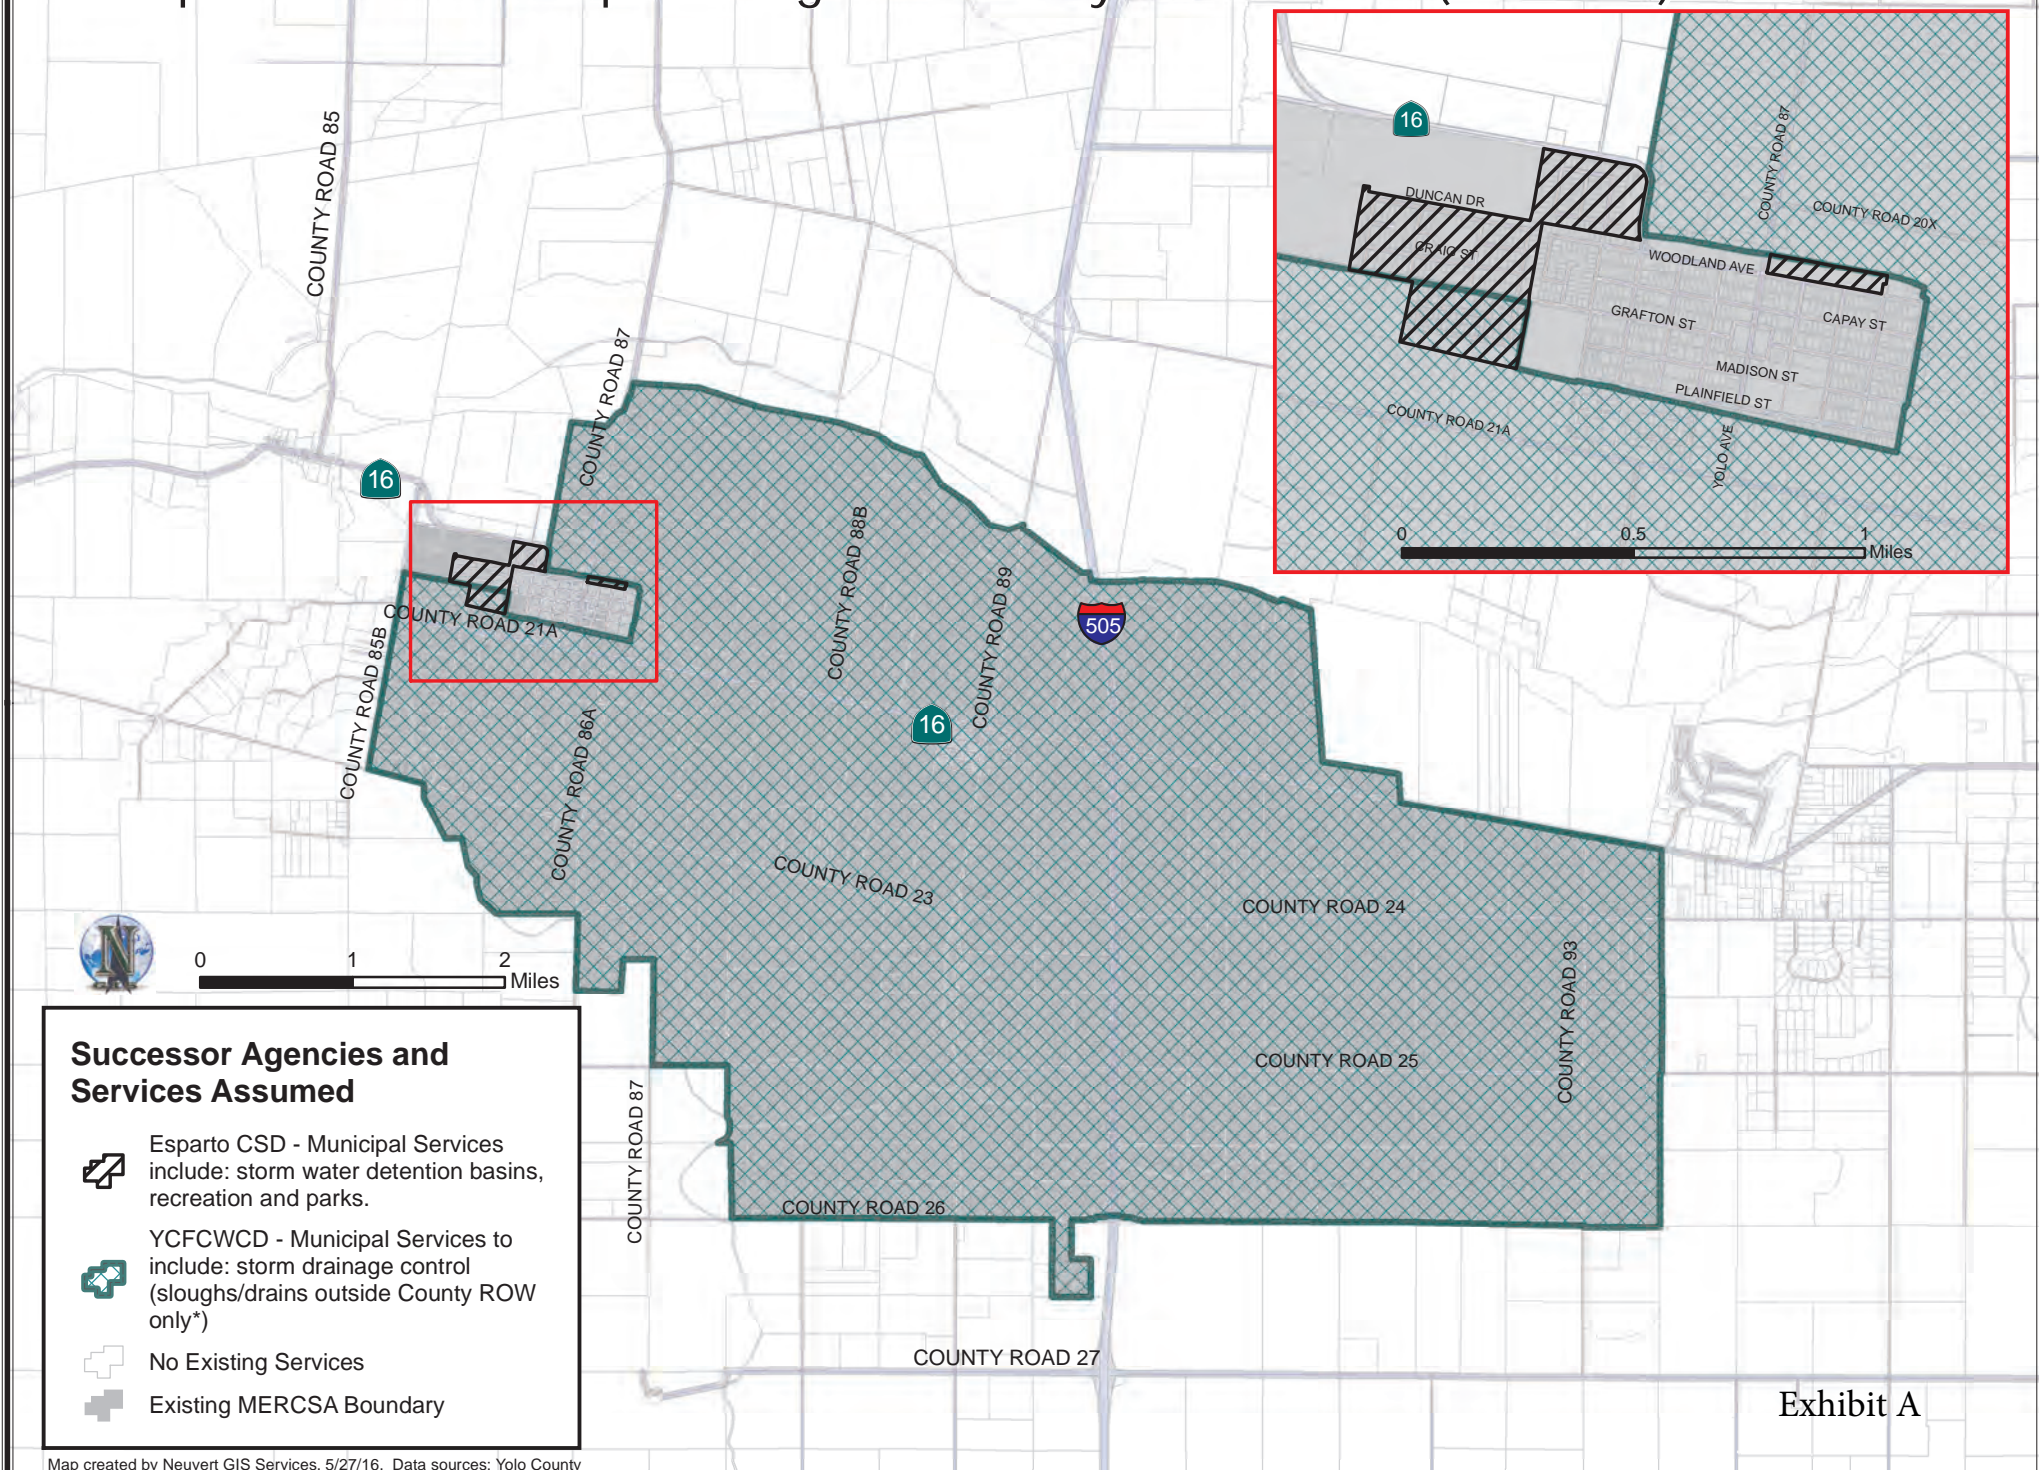 COUNTY ROAD 85
COUNTY ROAD 87
16
COUNTY ROAD 21A
COUNTY ROAD 85B
COUNTY ROAD 86A
COUNTY ROAD 88B
COUNTY ROAD 89
505
16
COUNTY ROAD 23
COUNTY ROAD 24
COUNTY ROAD 25
COUNTY ROAD 93
COUNTY ROAD 26
COUNTY ROAD 87
COUNTY ROAD 27
16
DUNCAN DR
CRAIG ST
COUNTY ROAD 87
COUNTY ROAD 20X
WOODLAND AVE
GRAFTON ST
CAPAY ST
MADISON ST
PLAINFIELD ST
COUNTY ROAD 21A
YOLO AVE
0 0.5 1
Miles
N
0 1 2
Miles
Successor Agencies and
Services Assumed
Esparto CSD - Municipal Services
include: storm water detention basins,
recreation and parks.
YCFCWCD - Municipal Services to
include: storm drainage control
(sloughs/drains outside County ROW
only*)
No Existing Services
Existing MERCSA Boundary
Exhibit A
Map created by Neuvert GIS Services, 5/27/16. Data sources: Yolo County